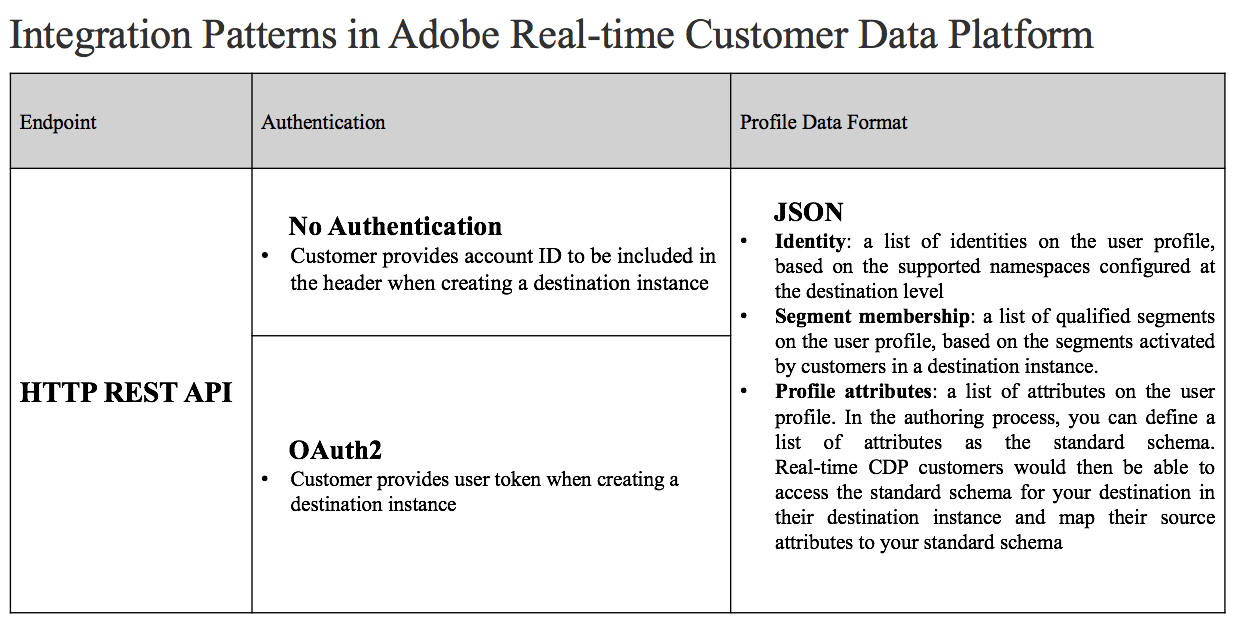 Integration Patterns in Adobe Real-time Customer Data Platform
Endpoint
Authentication
Profile Data Format
HTTP REST API
No Authentication
• Customer provides account ID to be included in
the header when creating a destination instance
OAuth2
• Customer provides user token when creating a
destination instance
JSON
• Identity: a list of identities on the user profile,
based on the supported namespaces configured at
the destination level
• Segment membership: a list of qualified segments
on the user profile, based on the segments activated
by customers in a destination instance.
• Profile attributes: a list of attributes on the user
profile. In the authoring process, you can define a
list of attributes as the standard schema.
Real-time CDP customers would then be able to
access the standard schema for your destination in
their destination instance and map their source
attributes to your standard schema